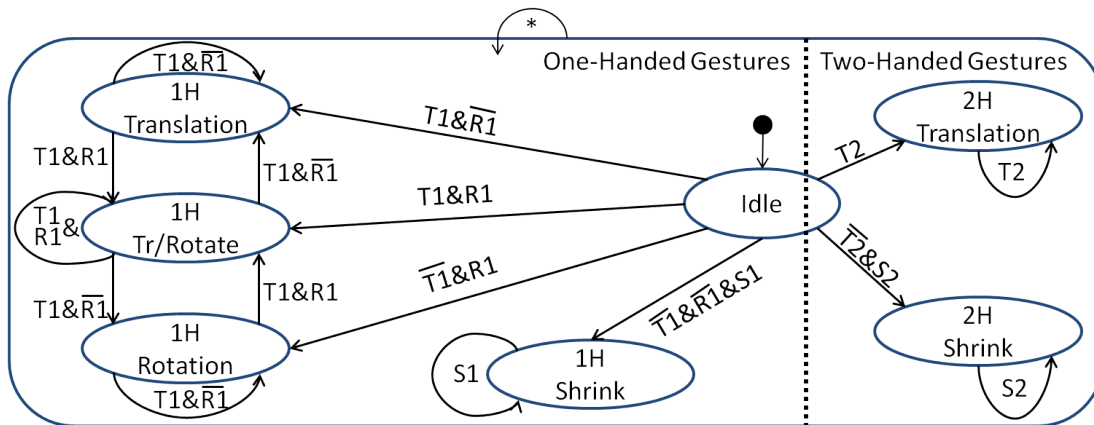 *
One-Handed Gestures
Two-Handed Gestures
T1&R̅1̅
1H
Translation
T1&R̅1̅
2H
Translation
T2
T2
T1&R1
T1&R̅1̅
T1&R1
Idle
T1
R1&
1H
Tr/Rotate
T̅1̅&R1
T̅2̅&S2
T1&R̅1̅
T1&R1
T̅1̅&R̅1̅&S1
1H
Rotation
T1&R̅1̅
S1
1H
Shrink
2H
Shrink
S2